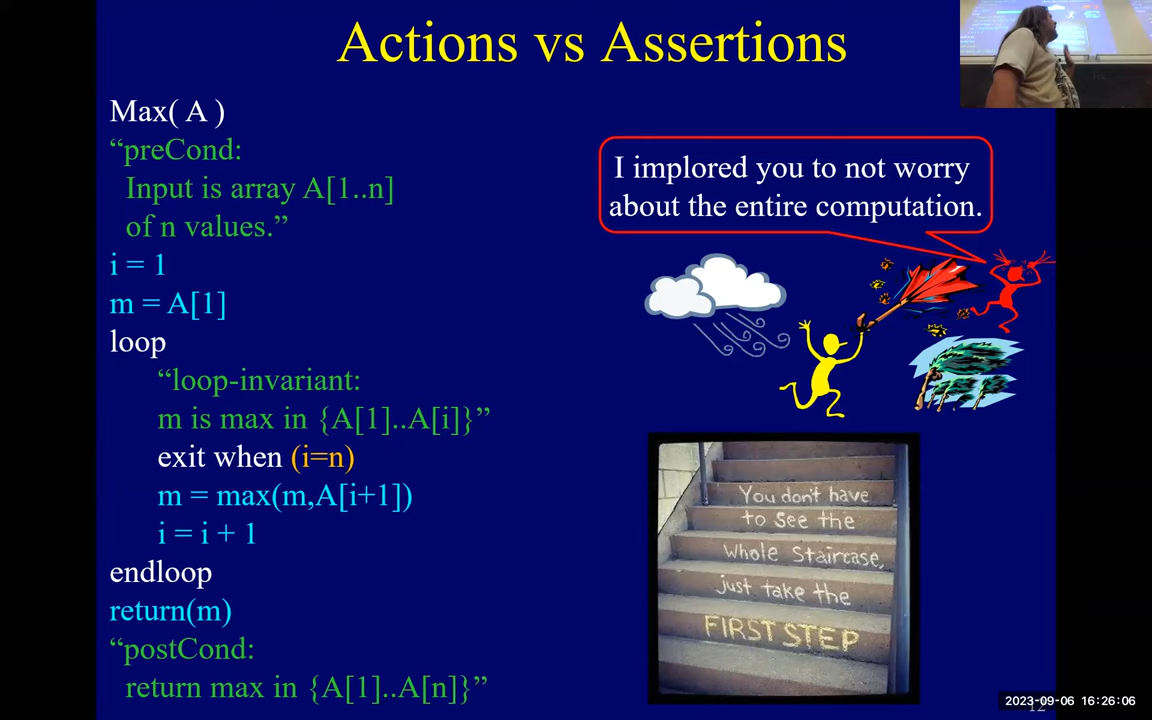 Actions vs Assertions
Max( A )
“preCond:
Input is array A[1..n]
of n values.”
i = 1
m = A[1]
loop
“loop-invariant:
m is max in {A[1]..A[i]}”
exit when (i=n)
m = max(m,A[i+1])
i = i + 1
endloop
return(m)
“postCond:
return max in {A[1]..A[n]}”
I implored you to not worry
about the entire computation.
You don't have
to see the
whole staircase,
just take the
FIRST STEP
2023-09-06 16:26:06
12